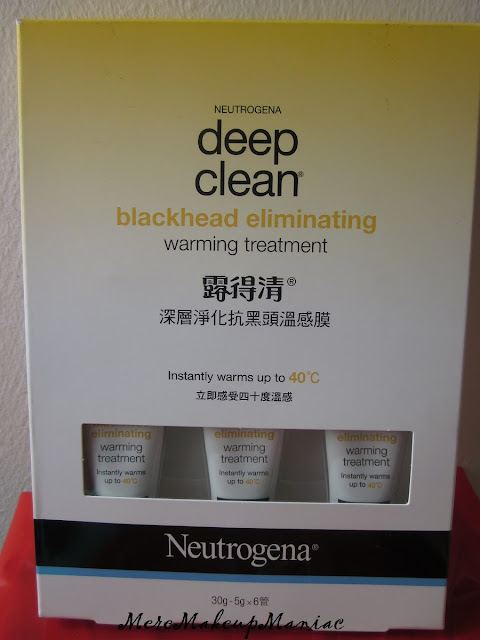 NEUTROGENA
deep
clean®
blackhead eliminating
warming treatment
露得清®
深層淨化抗黑頭溫感膜
Instantly warms up to 40°C
立即感受四十度溫感
eliminating
warming
treatment
Instantly warms
up to 40°C
eliminating
warming
treatment
Instantly warms
up to 40°C
eliminating
warming
treatment
Instantly warms
up to 40°C
Neutrogena®
30g - 5g x 6管
MereMakeupManiac